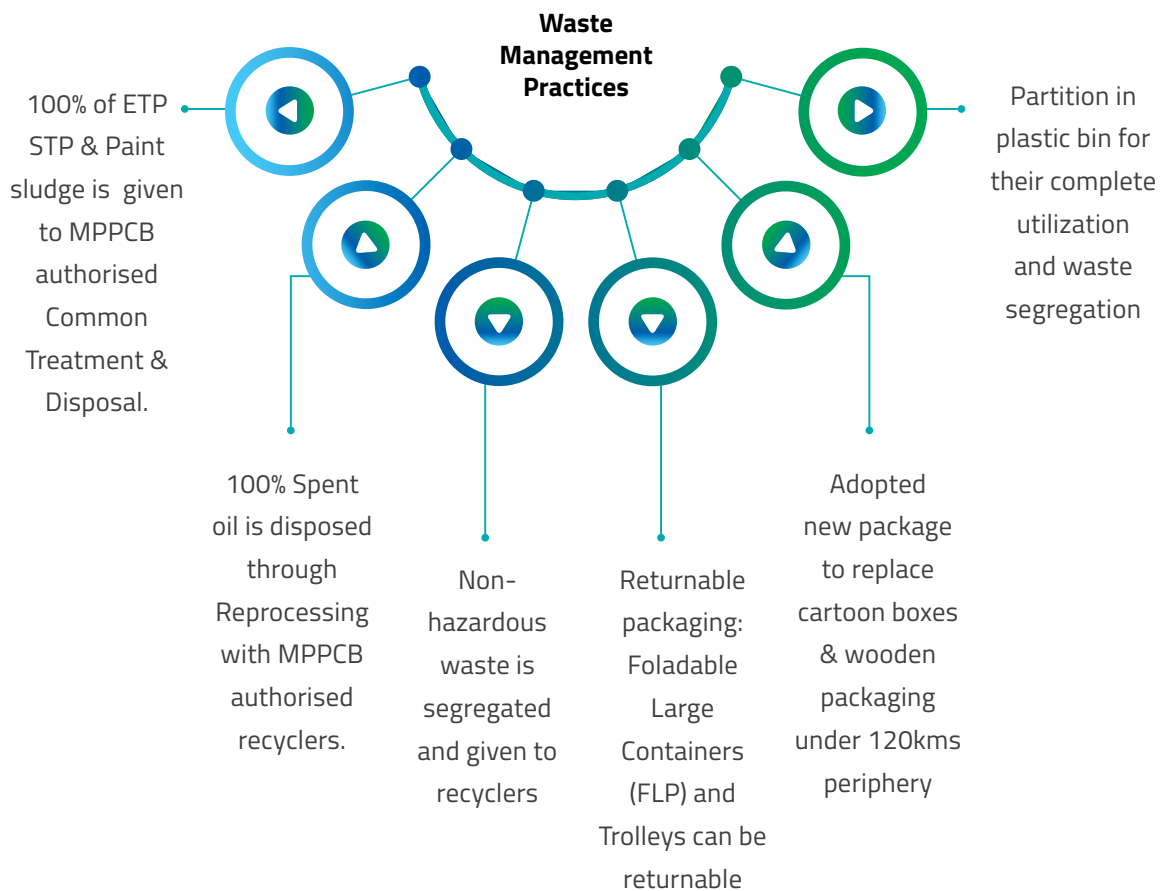 Waste
Management
Practices
100% of ETP
STP & Paint
sludge is given
to MPPCB
authorised
Common
Treatment &
Disposal.
100% Spent
oil is disposed
through
Reprocessing
with MPPCB
authorised
recyclers.
Non-
hazardous
waste is
segregated
and given to
recyclers
Returnable
packaging:
Foladable
Large
Containers
(FLP) and
Trolleys can be
returnable
Adopted
new package
to replace
cartoon boxes
& wooden
packaging
under 120kms
periphery
Partition in
plastic bin for
their complete
utilization
and waste
segregation